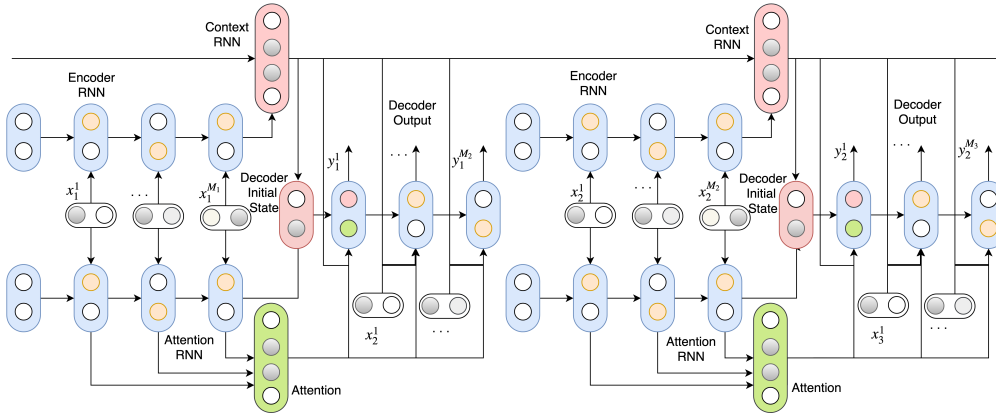 Context
RNN
Encoder
RNN
Decoder
Output
x_1^1
. . .
x_1^{M_1}
Decoder
Initial
State
y_1^1
. . .
y_1^{M_2}
x_2^1
. . .
Attention
RNN
Attention
Context
RNN
Encoder
RNN
Decoder
Output
x_2^1
. . .
x_2^{M_2}
Decoder
Initial
State
y_2^1
. . .
y_2^{M_3}
x_3^1
. . .
Attention
RNN
Attention